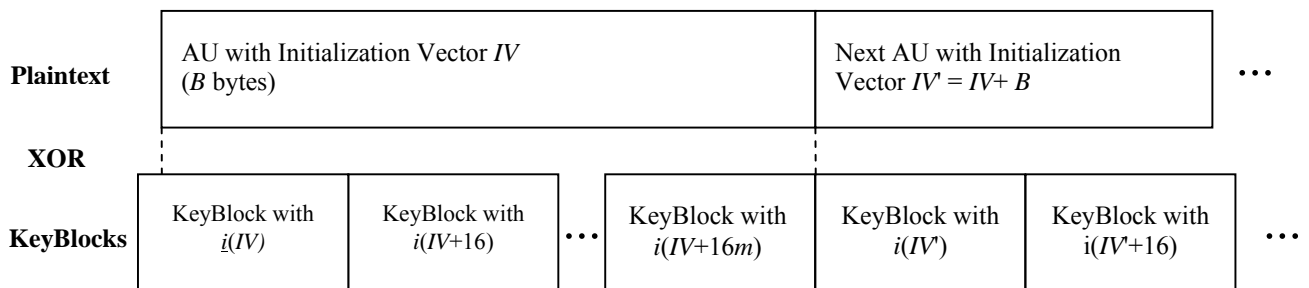 AU with Initialization Vector IV
(B bytes)
Next AU with Initialization
Vector IV' = IV+ B
...
Plaintext
XOR
KeyBlocks
KeyBlock with
i(IV)
KeyBlock with
i(IV+16)
...
KeyBlock with
i(IV+16m)
KeyBlock with
i(IV')
KeyBlock with
i(IV'+16)
...